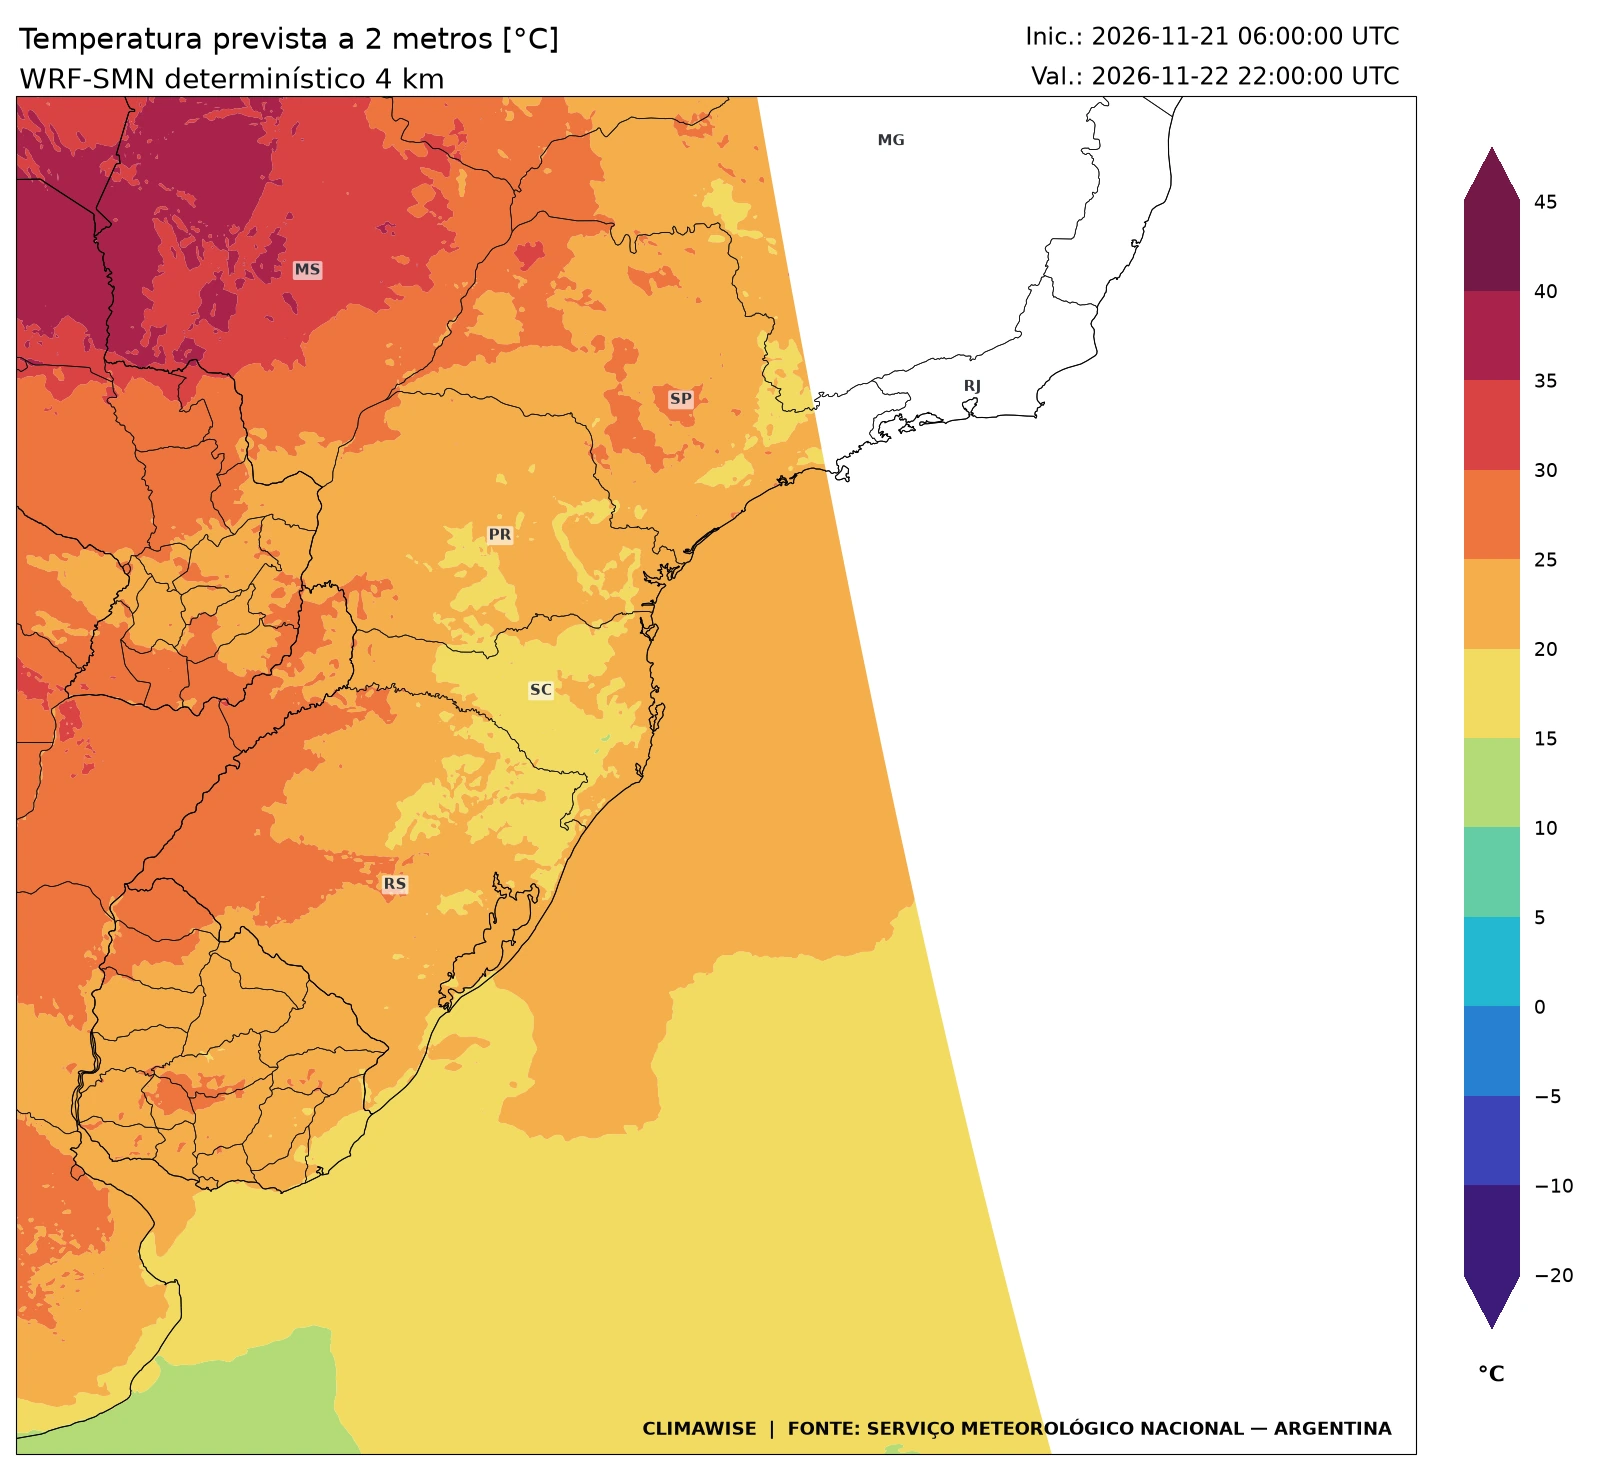 Temperatura prevista a 2 metros [°C]
WRF-SMN determinístico 4 km
Inic.: 2026-11-21 06:00:00 UTC
Val.: 2026-11-22 22:00:00 UTC
MG
MS
RJ
SP
PR
SC
RS
45
40
35
30
25
20
15
10
5
0
−5
−10
−20
°C
CLIMAWISE | FONTE: SERVIÇO METEOROLÓGICO NACIONAL — ARGENTINA